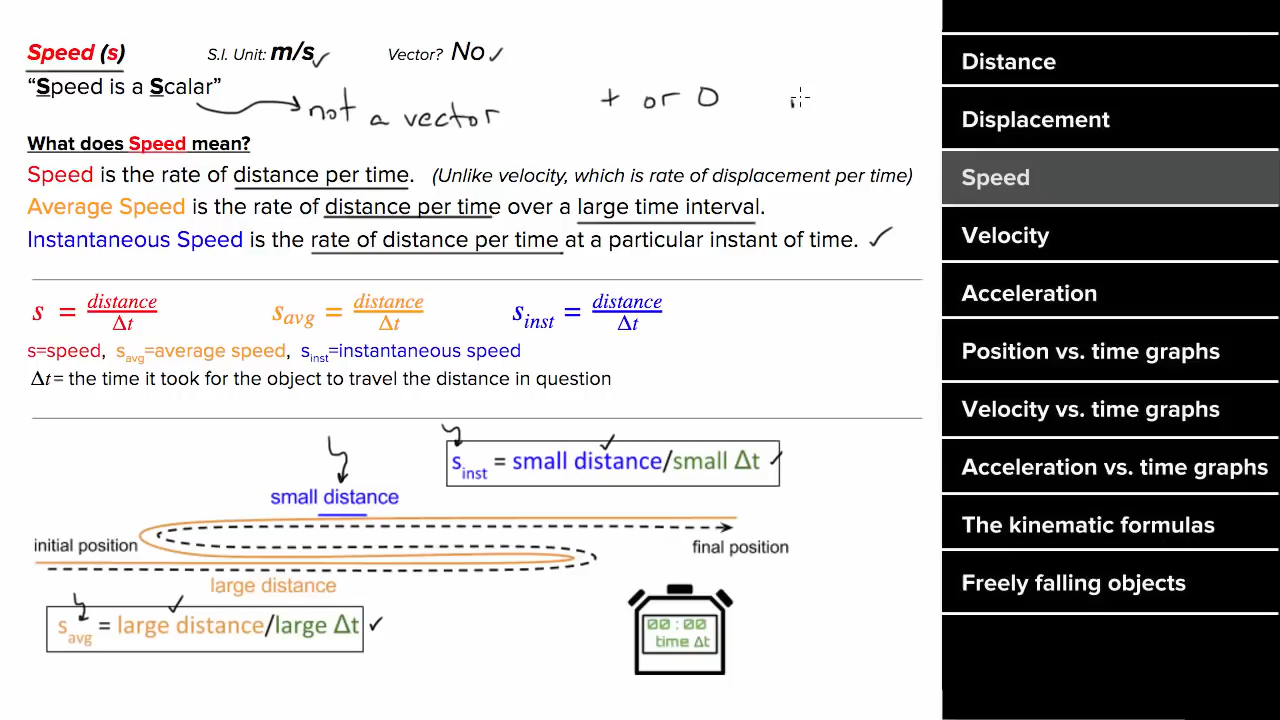 Speed (s) S.I. Unit: m/s Vector? No
“Speed is a Scalar”
not a vector + or 0
What does Speed mean?
Speed is the rate of distance per time. (Unlike velocity, which is rate of displacement per time)
Average Speed is the rate of distance per time over a large time interval.
Instantaneous Speed is the rate of distance per time at a particular instant of time.
s = distance/Δt s_avg = distance/Δt s_inst = distance/Δt
s=speed, s_avg=average speed, s_inst=instantaneous speed
Δt= the time it took for the object to travel the distance in question
s_inst = small distance/small Δt
small distance
initial position
final position
large distance
s_avg = large distance/large Δt
00:00
time Δt
Distance
Displacement
Speed
Velocity
Acceleration
Position vs. time graphs
Velocity vs. time graphs
Acceleration vs. time graphs
The kinematic formulas
Freely falling objects